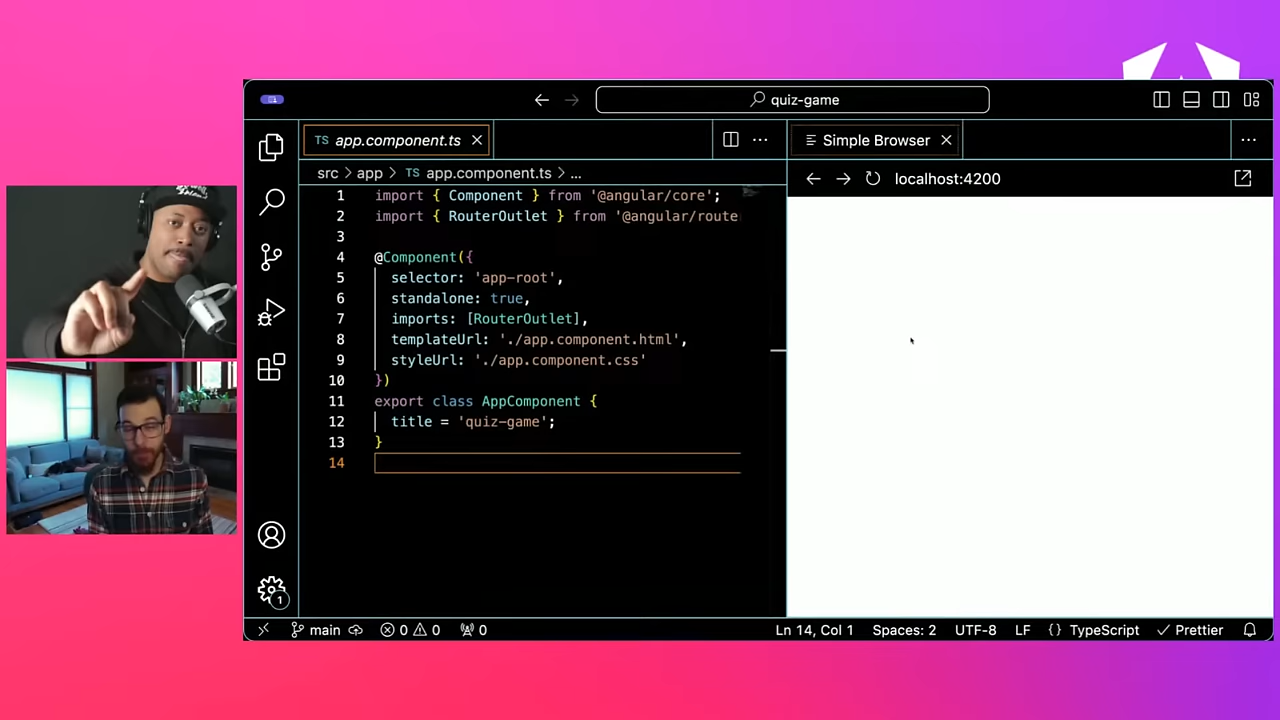 quiz-game
TS app.component.ts
Simple Browser
src > app > TS app.component.ts > ...
localhost:4200
1 import { Component } from '@angular/core';
2 import { RouterOutlet } from '@angular/route
3
4 @Component({
5 selector: 'app-root',
6 standalone: true,
7 imports: [RouterOutlet],
8 templateUrl: './app.component.html',
9 styleUrl: './app.component.css'
10 })
11 export class AppComponent {
12 title = 'quiz-game';
13 }
14
1
main 0 0 0 Ln 14, Col 1 Spaces: 2 UTF-8 LF {} TypeScript Prettier